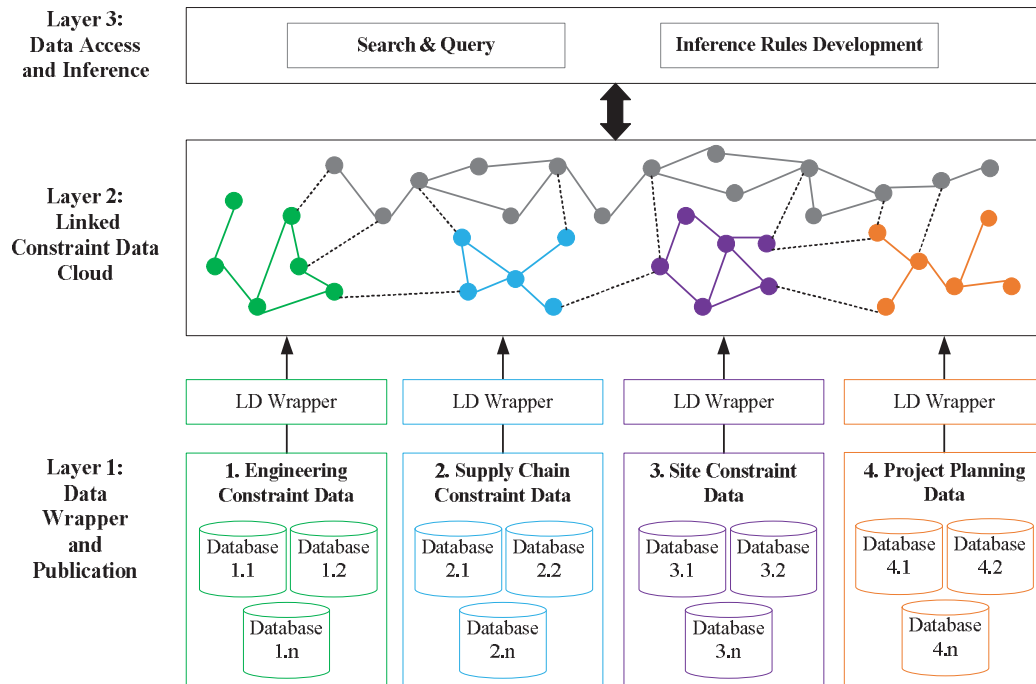 Layer 3:
Data Access
and Inference
Search & Query
Inference Rules Development
Layer 2:
Linked
Constraint Data
Cloud
LD Wrapper
LD Wrapper
LD Wrapper
LD Wrapper
Layer 1:
Data
Wrapper
and
Publication
1. Engineering
Constraint Data
Database
1.1
Database
1.2
Database
1.n
2. Supply Chain
Constraint Data
Database
2.1
Database
2.2
Database
2.n
3. Site Constraint
Data
Database
3.1
Database
3.2
Database
3.n
4. Project Planning
Data
Database
4.1
Database
4.2
Database
4.n